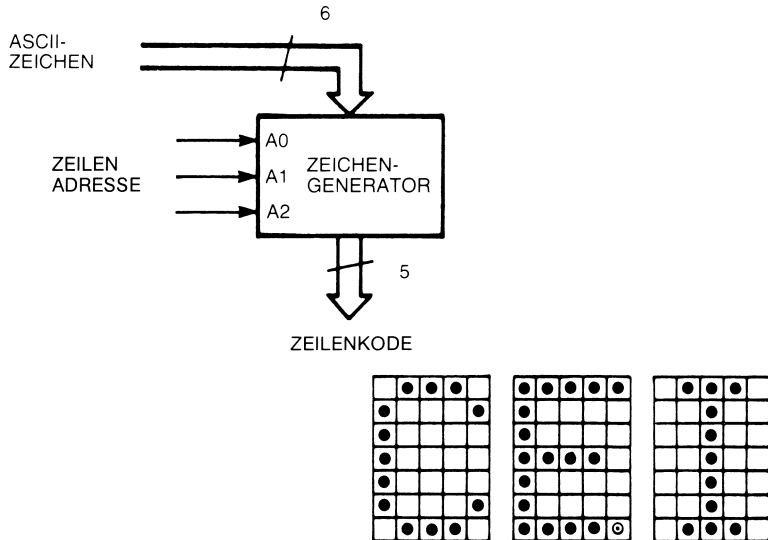 6
ASCII-
ZEICHEN
A0
ZEILEN
ADRESSE
A1
A2
ZEICHEN-
GENERATOR
5
ZEILENKODE